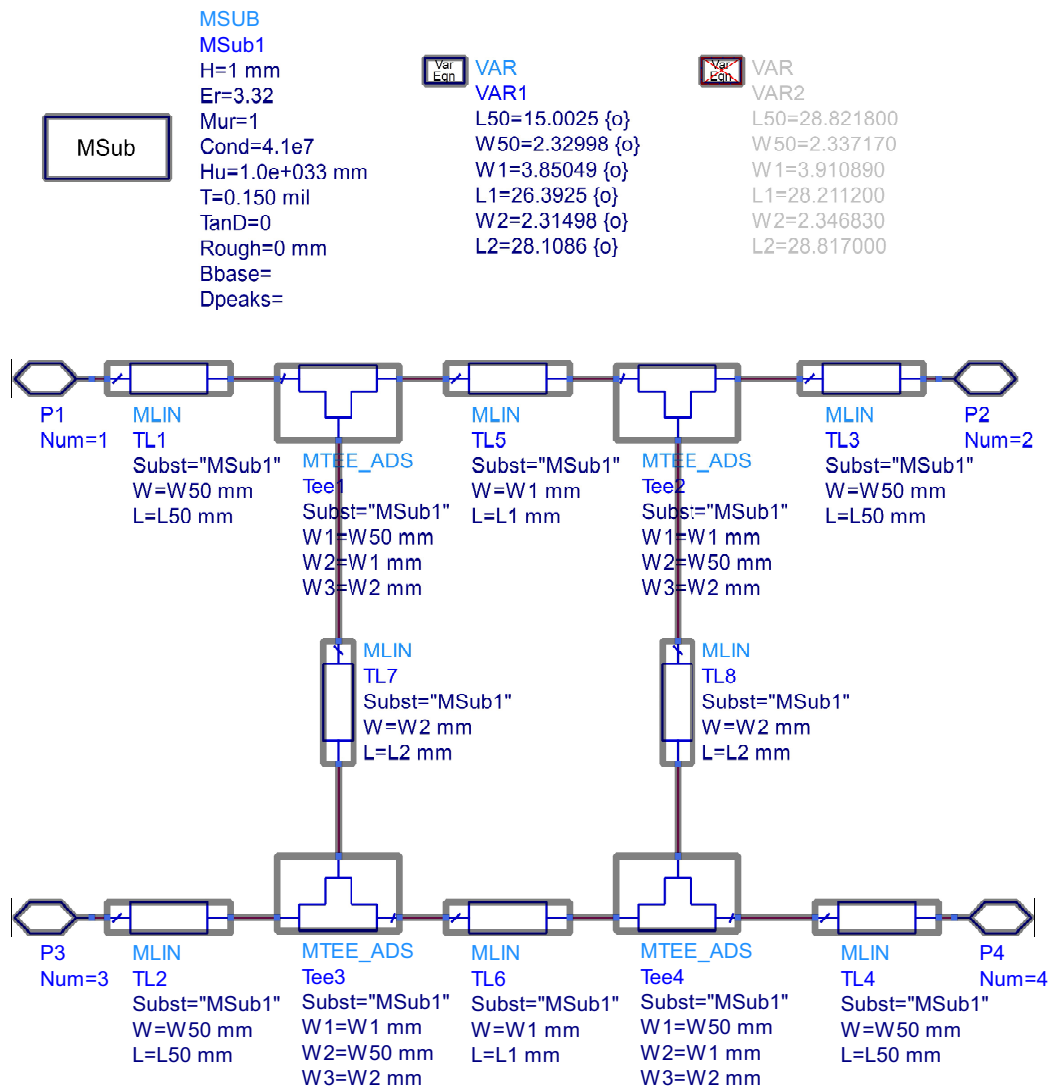 MSub
MSUB
MSub1
H=1 mm
Er=3.32
Mur=1
Cond=4.1e7
Hu=1.0e+033 mm
T=0.150 mil
TanD=0
Rough=0 mm
Bbase=
Dpeaks=
Var
Eqn
VAR
VAR1
L50=15.0025 {o}
W50=2.32998 {o}
W1=3.85049 {o}
L1=26.3925 {o}
W2=2.31498 {o}
L2=28.1086 {o}
Var
Eqn
VAR
VAR2
L50=28.821800
W50=2.337170
W1=3.910890
L1=28.211200
W2=2.346830
L2=28.817000
P1
Num=1
MLIN
TL1
Subst="MSub1"
W=W50 mm
L=L50 mm
MTEE_ADS
Tee1
Subst="MSub1"
W1=W50 mm
W2=W1 mm
W3=W2 mm
MLIN
TL5
Subst="MSub1"
W=W1 mm
L=L1 mm
MTEE_ADS
Tee2
Subst="MSub1"
W1=W1 mm
W2=W50 mm
W3=W2 mm
MLIN
TL3
Subst="MSub1"
W=W50 mm
L=L50 mm
P2
Num=2
MLIN
TL7
Subst="MSub1"
W=W2 mm
L=L2 mm
MLIN
TL8
Subst="MSub1"
W=W2 mm
L=L2 mm
P3
Num=3
MLIN
TL2
Subst="MSub1"
W=W50 mm
L=L50 mm
MTEE_ADS
Tee3
Subst="MSub1"
W1=W1 mm
W2=W50 mm
W3=W2 mm
MLIN
TL6
Subst="MSub1"
W=W1 mm
L=L1 mm
MTEE_ADS
Tee4
Subst="MSub1"
W1=W50 mm
W2=W1 mm
W3=W2 mm
MLIN
TL4
Subst="MSub1"
W=W50 mm
L=L50 mm
P4
Num=4